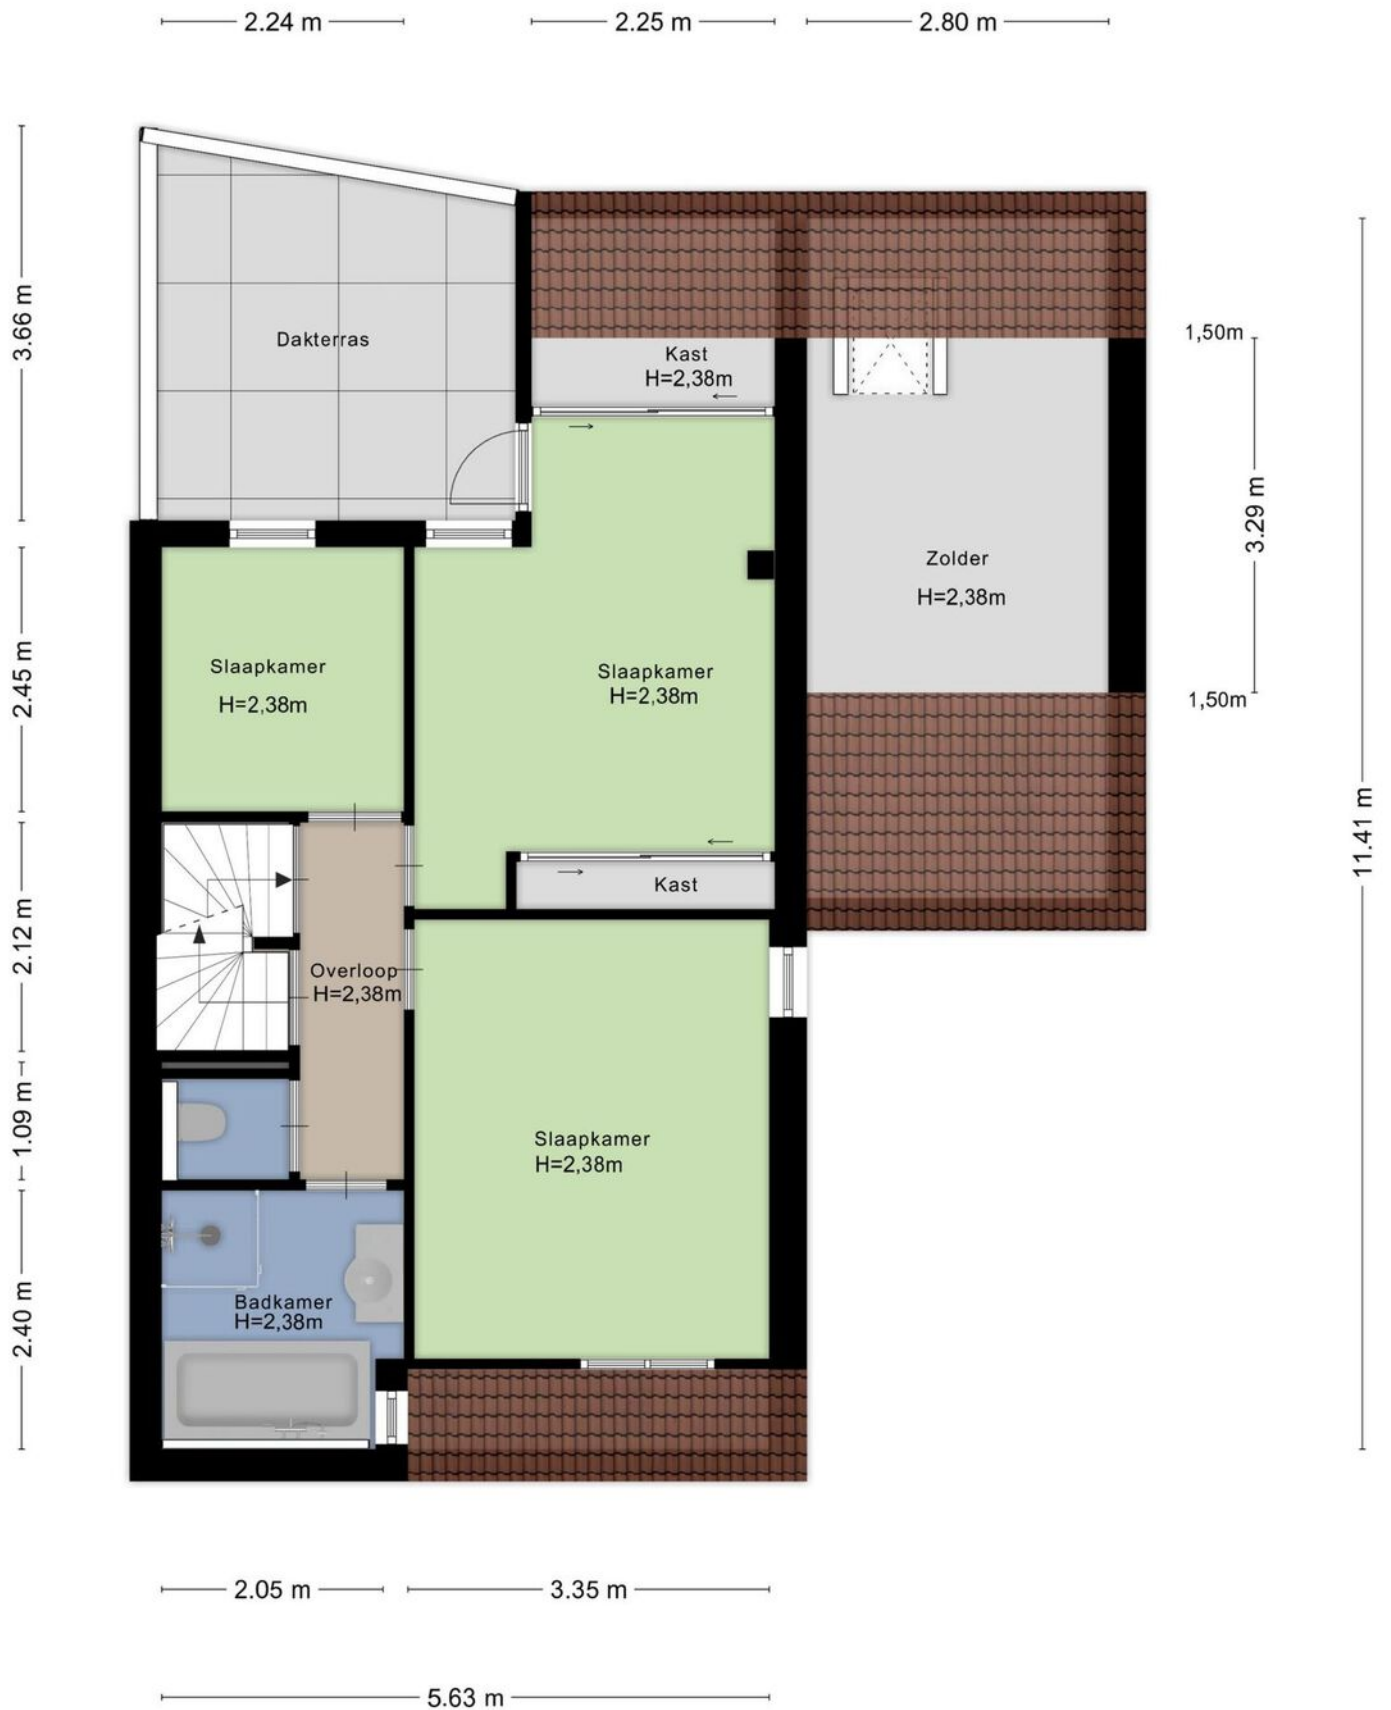 2.24 m
2.25 m
2.80 m
3.66 m
Dakterras
1,50m
Kast
H=2,38m
3.29 m
Zolder
H=2,38m
2.45 m
Slaapkamer
H=2,38m
Slaapkamer
H=2,38m
1,50m
11.41 m
Kast
2.12 m
Overloop
H=2,38m
1.09 m
Slaapkamer
H=2,38m
2.40 m
Badkamer
H=2,38m
2.05 m
3.35 m
5.63 m